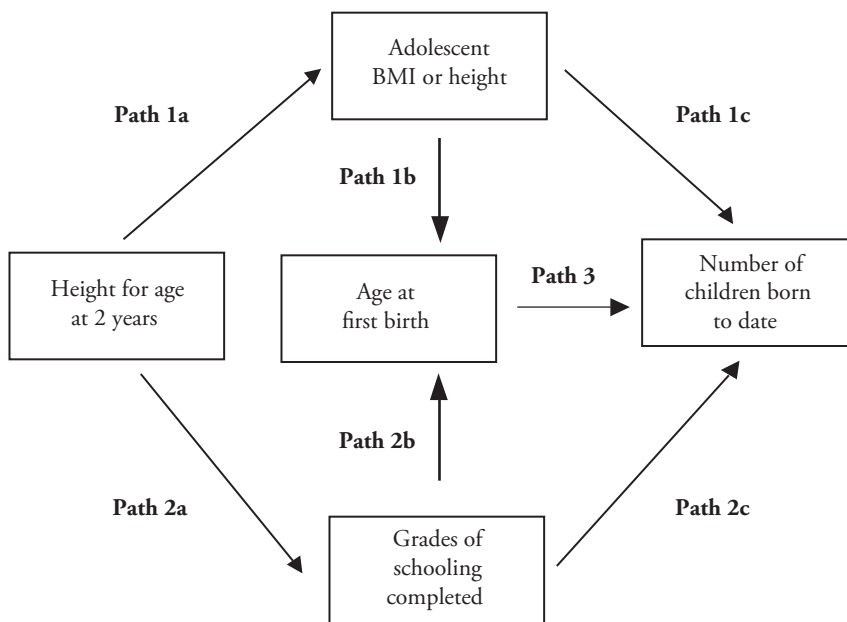 Adolescent
BMI or height
Path 1a
Path 1c
Path 1b
Height for age
at 2 years
Age at
first birth
Path 3
Number of
children born
to date
Path 2b
Path 2a
Path 2c
Grades of
schooling
completed